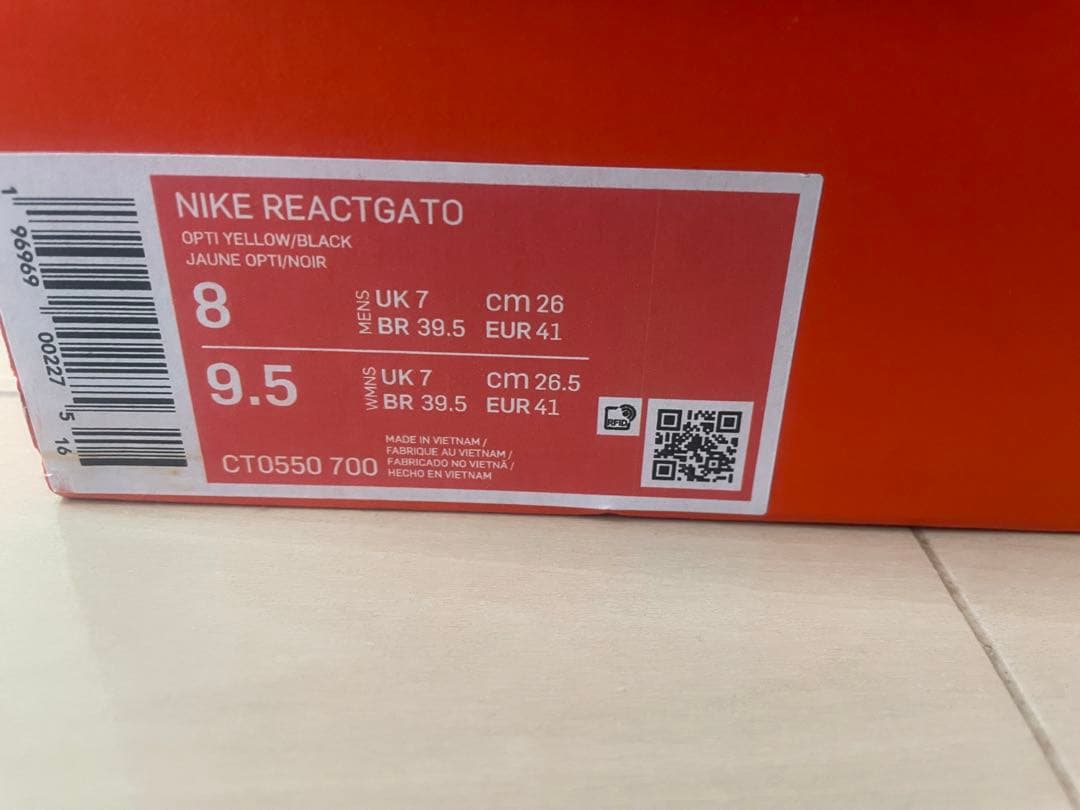 NIKE REACTGATO
OPTI YELLOW/BLACK
JAUNE OPTI/NOIR
8
MENS
UK 7 cm 26
BR 39.5 EUR 41
9.5
WMNS
UK 7 cm 26.5
BR 39.5 EUR 41
CT0550 700
MADE IN VIETNAM /
FABRIQUE AU VIETNAM /
FABRICADO NO VIETNÃ /
HECHO EN VIETNAM
RFID
1 96969 00227 5 16